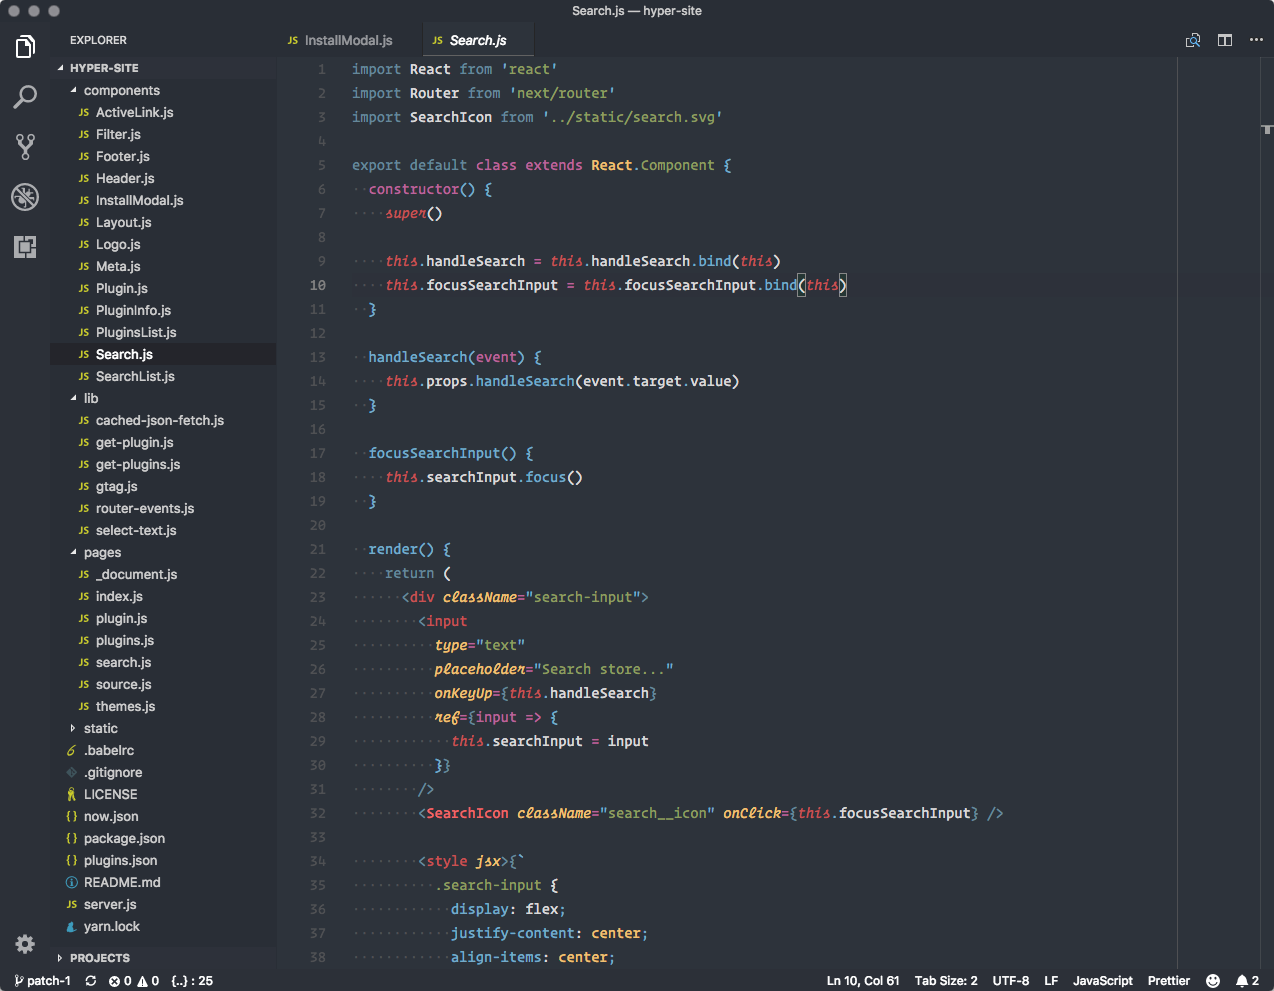 Search.js — hyper-site
EXPLORER
HYPER-SITE
components
JS ActiveLink.js
JS Filter.js
JS Footer.js
JS Header.js
JS InstallModal.js
JS Layout.js
JS Logo.js
JS Meta.js
JS Plugin.js
JS PluginInfo.js
JS PluginsList.js
JS Search.js
JS SearchList.js
lib
JS cached-json-fetch.js
JS get-plugin.js
JS get-plugins.js
JS gtag.js
JS router-events.js
JS select-text.js
pages
JS _document.js
JS index.js
JS plugin.js
JS plugins.js
JS search.js
JS source.js
JS themes.js
static
.babelrc
.gitignore
LICENSE
{} now.json
{} package.json
{} plugins.json
README.md
JS server.js
yarn.lock
PROJECTS
JS InstallModal.js
JS Search.js
1 import React from 'react'
2 import Router from 'next/router'
3 import SearchIcon from '../static/search.svg'
4
5 export default class extends React.Component {
6 constructor() {
7 super()
8
9 this.handleSearch = this.handleSearch.bind(this)
10 this.focusSearchInput = this.focusSearchInput.bind(this)
11 }
12
13 handleSearch(event) {
14 this.props.handleSearch(event.target.value)
15 }
16
17 focusSearchInput() {
18 this.searchInput.focus()
19 }
20
21 render() {
22 return (
23 <div className="search-input">
24 <input
25 type="text"
26 placeholder="Search store..."
27 onKeyUp={this.handleSearch}
28 ref={input => {
29 this.searchInput = input
30 }}
31 />
32 <SearchIcon className="search__icon" onClick={this.focusSearchInput} />
33
34 <style jsx>{`
35 .search-input {
36 display: flex;
37 justify-content: center;
38 align-items: center;
patch-1 0 0 {..} : 25 Ln 10, Col 61 Tab Size: 2 UTF-8 LF JavaScript Prettier 2